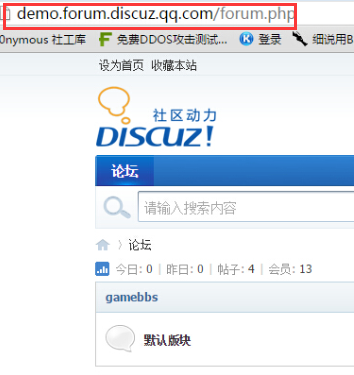 demo.forum.discuz.qq.com/forum.php
onymous 社工库 免费DDOS攻击测试... K 登录 细说用B
设为首页 收藏本站
社区动力
DISCUZ!
论坛
请输入搜索内容
论坛
今日: 0 | 昨日: 0 | 帖子: 4 | 会员: 13
gamebbs
默认版块